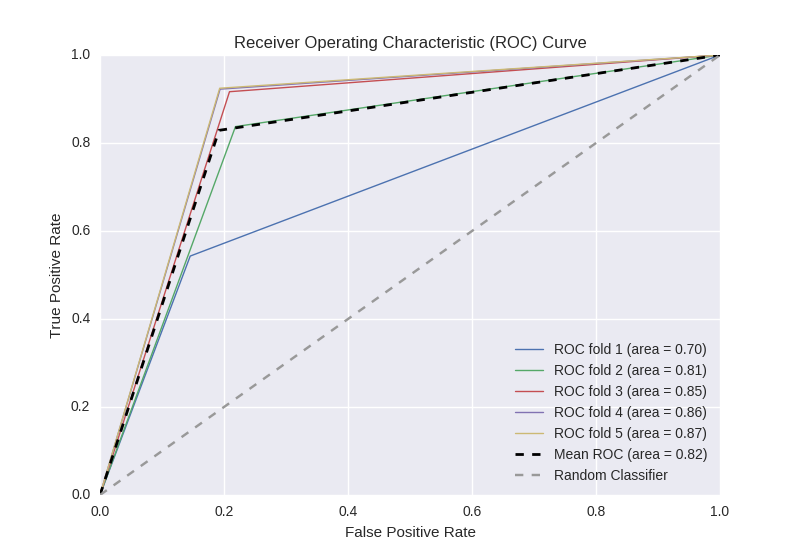 Receiver Operating Characteristic (ROC) Curve
1.0
0.8
0.6
0.4
0.2
0.0
True Positive Rate
ROC fold 1 (area = 0.70)
ROC fold 2 (area = 0.81)
ROC fold 3 (area = 0.85)
ROC fold 4 (area = 0.86)
ROC fold 5 (area = 0.87)
Mean ROC (area = 0.82)
Random Classifier
0.0 0.2 0.4 0.6 0.8 1.0
False Positive Rate